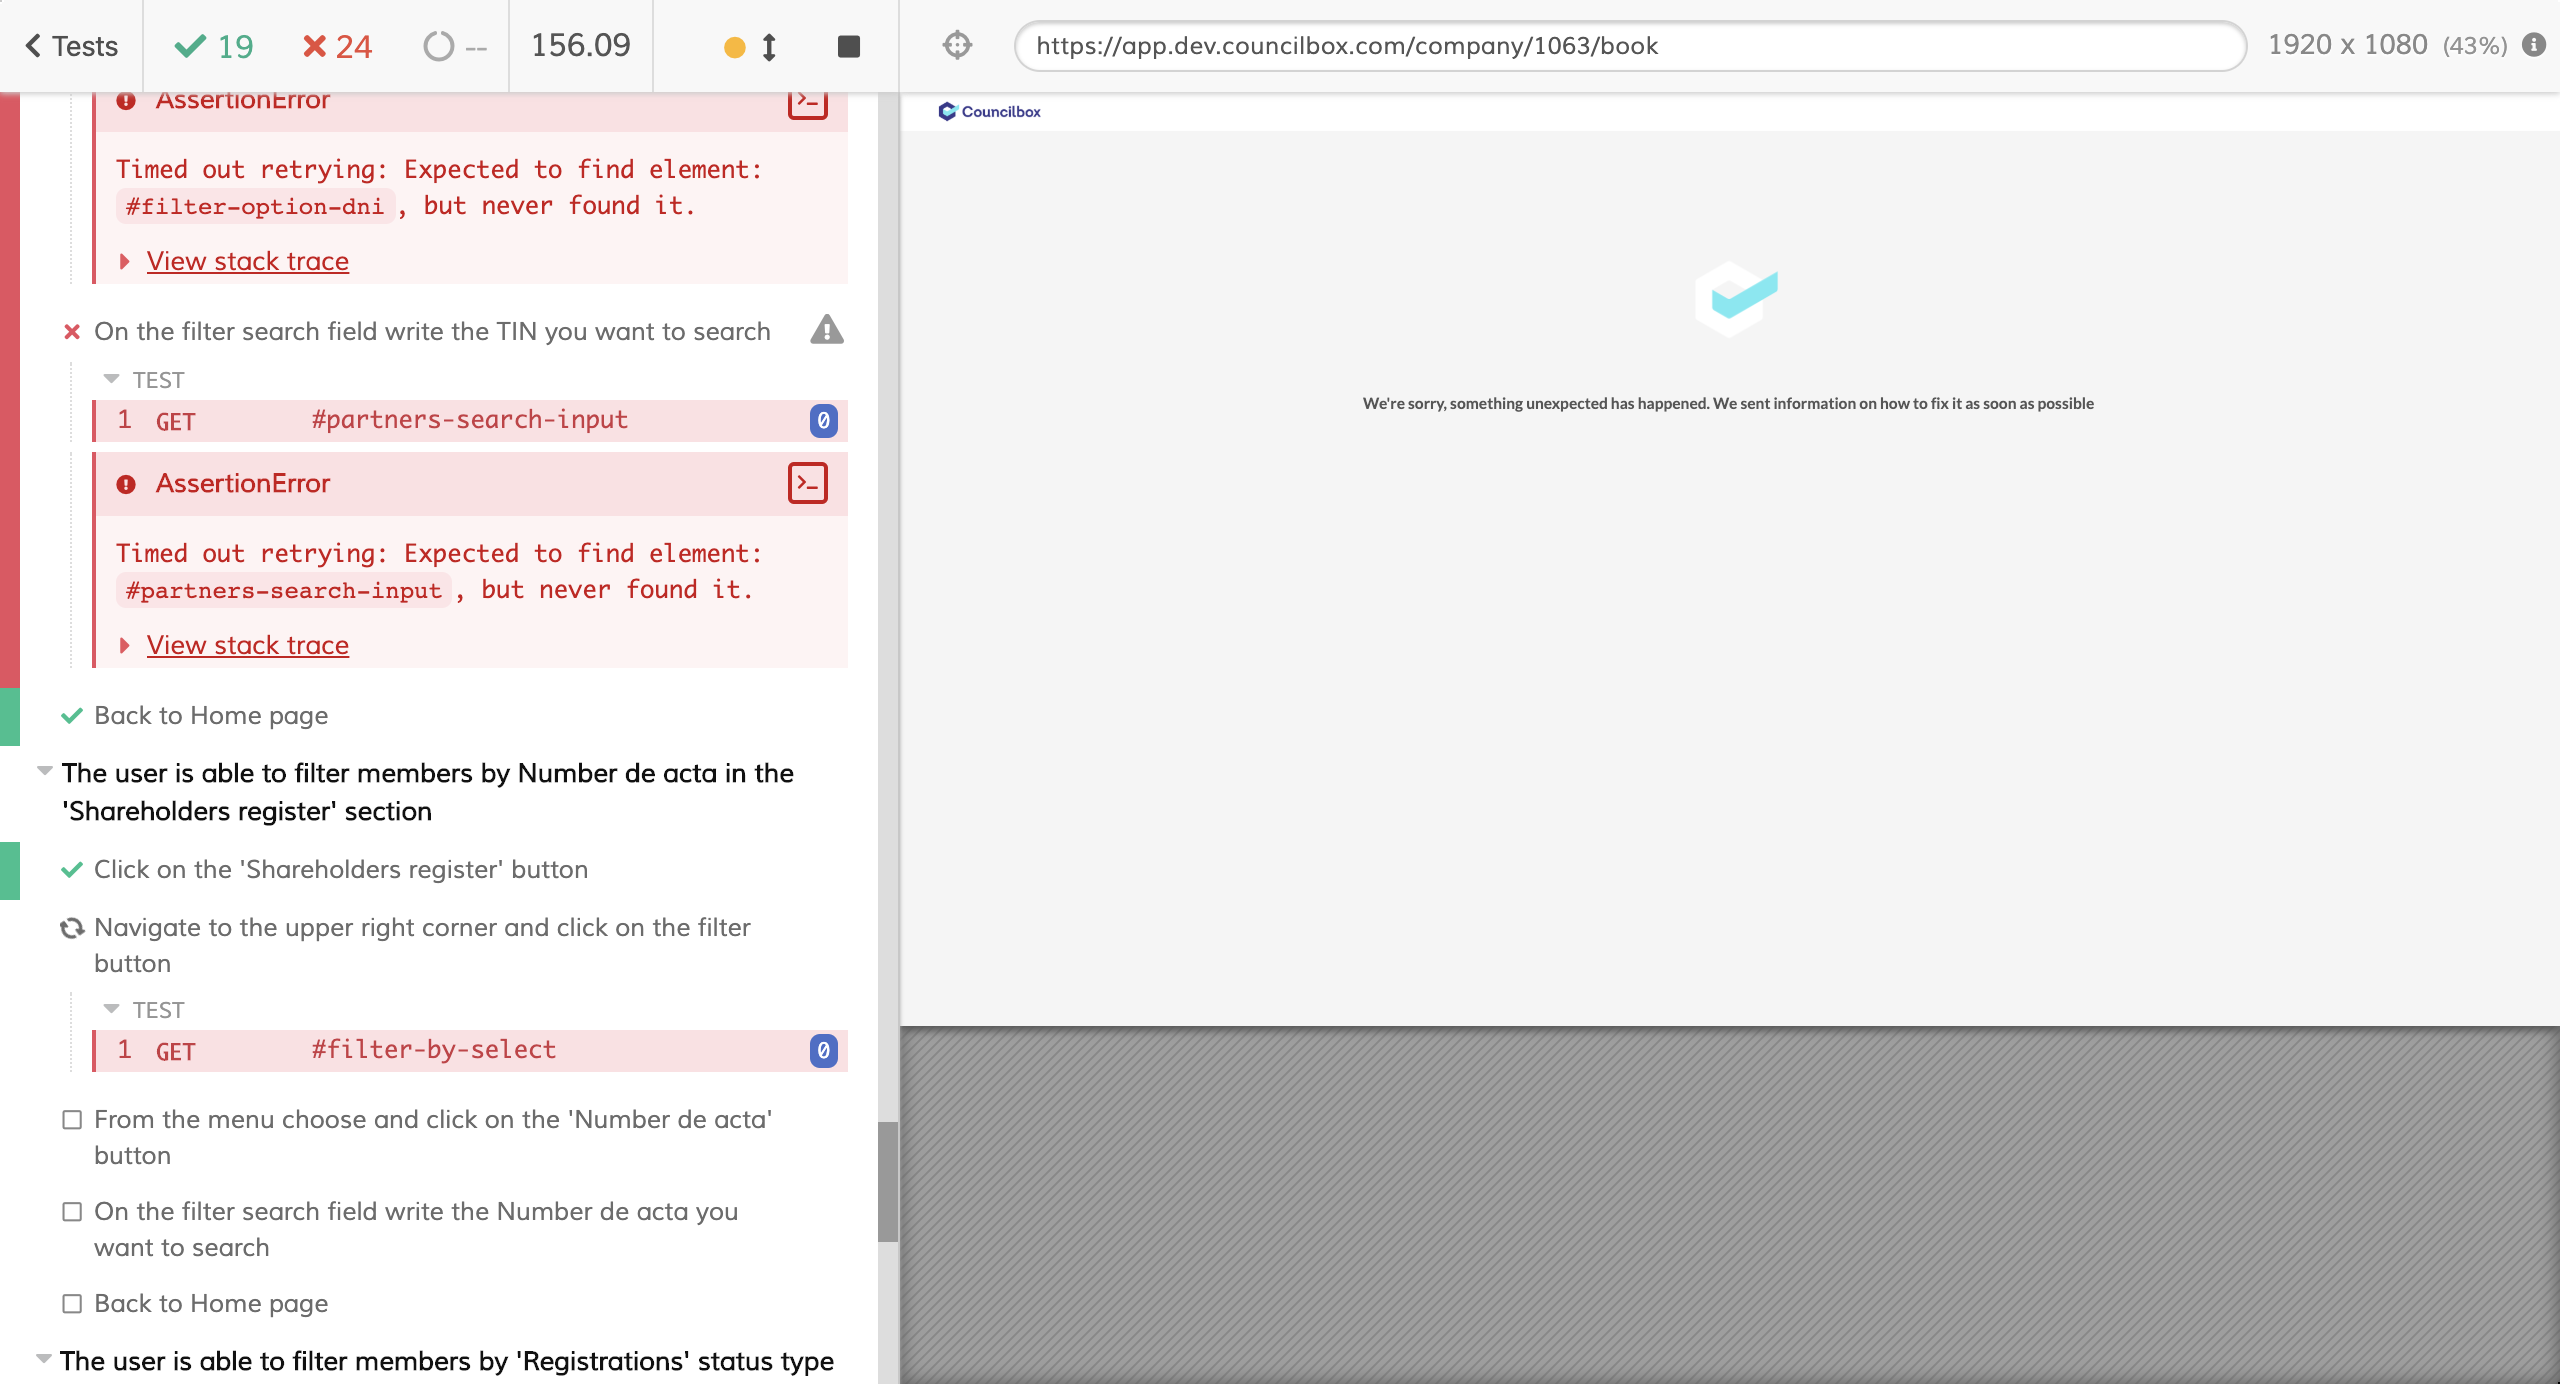 Tests
19
24
--
156.09
https://app.dev.councilbox.com/company/1063/book
1920 x 1080 (43%)
AssertionError
Timed out retrying: Expected to find element:
#filter-option-dni, but never found it.
View stack trace
On the filter search field write the TIN you want to search
TEST
1 GET #partners-search-input 0
AssertionError
Timed out retrying: Expected to find element:
#partners-search-input, but never found it.
View stack trace
Back to Home page
The user is able to filter members by Number de acta in the
'Shareholders register' section
Click on the 'Shareholders register' button
Navigate to the upper right corner and click on the filter
button
TEST
1 GET #filter-by-select 0
From the menu choose and click on the 'Number de acta'
button
On the filter search field write the Number de acta you
want to search
Back to Home page
The user is able to filter members by 'Registrations' status type
Councilbox
We're sorry, something unexpected has happened. We sent information on how to fix it as soon as possible